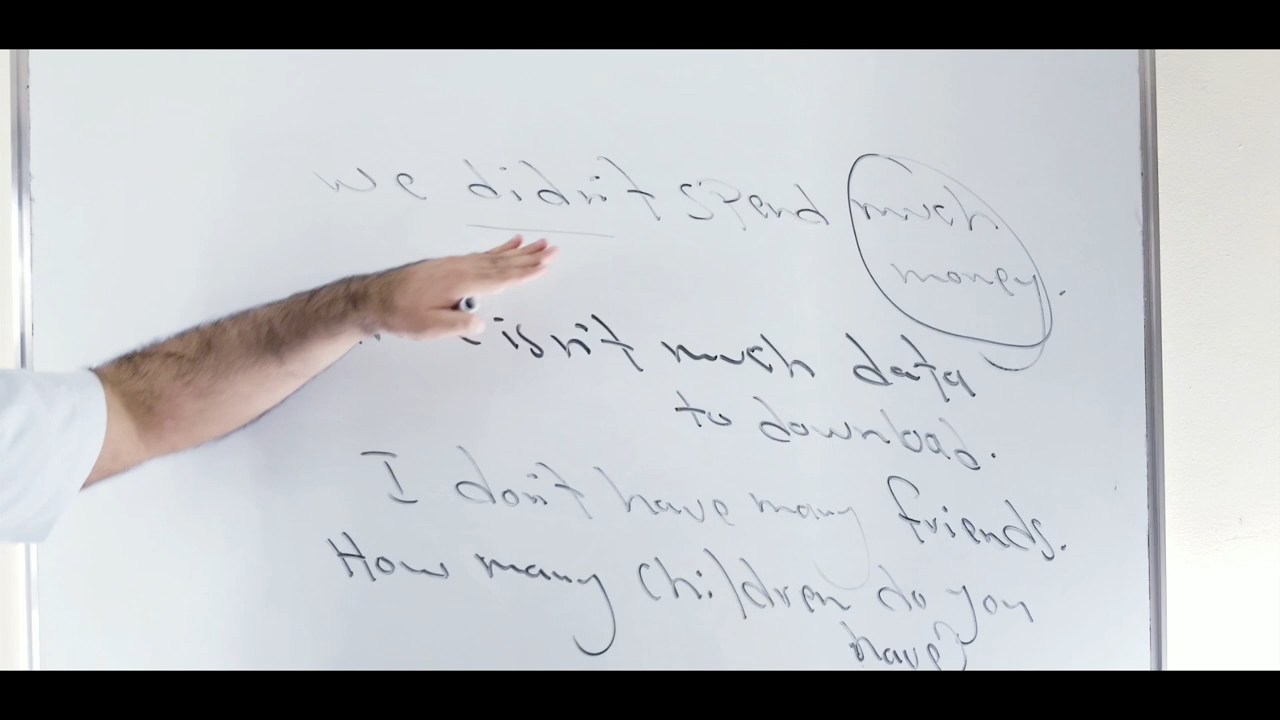 we didn't spend much
money.
isn't much data
to download.
I don't have many friends.
How many children do you
have?